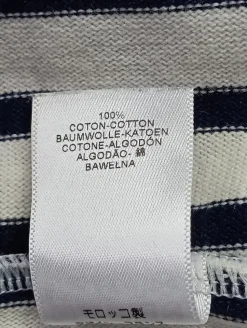 100%
COTON-COTTON
BAUMWOLLE-KATOEN
COTONE-ALGODÓN
ALGODÃO- 綿
BAWEŁNA
モロッコ製